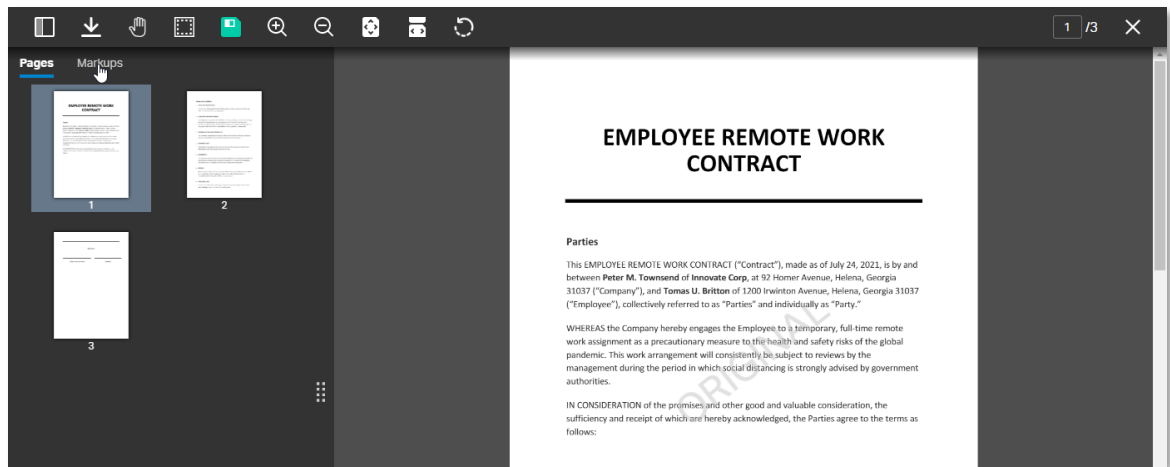 1 /3
Pages Markups
1
2
3
EMPLOYEE REMOTE WORK
CONTRACT
Parties
This EMPLOYEE REMOTE WORK CONTRACT (“Contract”), made as of July 24, 2021, is by and
between Peter M. Townsend of Innovate Corp, at 92 Homer Avenue, Helena, Georgia
31037 (“Company”), and Tomas U. Britton of 1200 Irwinton Avenue, Helena, Georgia 31037
(“Employee”), collectively referred to as “Parties” and individually as “Party.”
WHEREAS the Company hereby engages the Employee to a temporary, full-time remote
work assignment as a precautionary measure to the health and safety risks of the global
pandemic. This work arrangement will consistently be subject to reviews by the
management during the period in which social distancing is strongly advised by government
authorities.
IN CONSIDERATION of the promises and other good and valuable consideration, the
sufficiency and receipt of which are hereby acknowledged, the Parties agree to the terms as
follows:
ORIGINAL
EMPLOYEE REMOTE WORK
CONTRACT